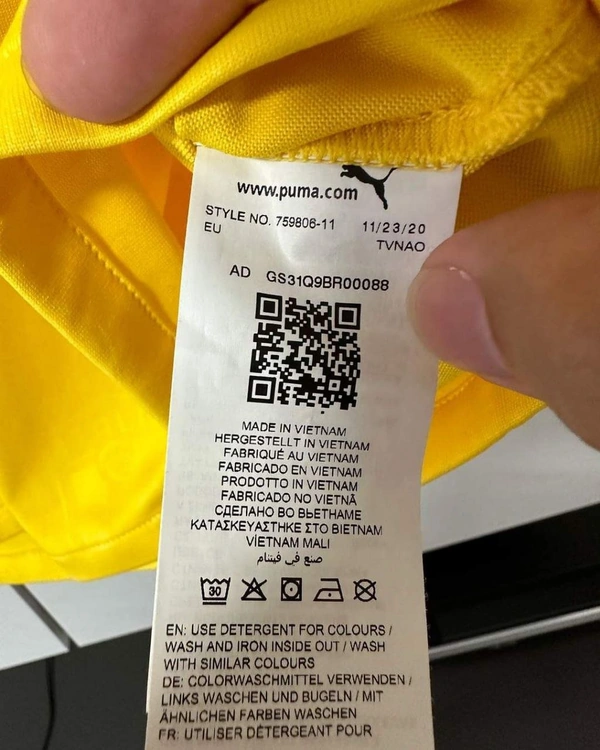 www.puma.com
STYLE NO. 759806-11 11/23/20
EU TVNAO
AD GS31Q9BR00088
MADE IN VIETNAM
HERGESTELLT IN VIETNAM
FABRIQUÉ AU VIETNAM
FABRICADO EN VIETNAM
PRODOTTO IN VIETNAM
FABRICADO NO VIETNÃ
СДЕЛАНО ВО ВЬЕТНАМЕ
ΚΑΤΑΣΚΕΥΑΣΤΗΚΕ ΣΤΟ ΒΙΕΤΝΑΜ
VİETNAM MALI
صنع في فيتنام
30
EN: USE DETERGENT FOR COLOURS /
WASH AND IRON INSIDE OUT / WASH
WITH SIMILAR COLOURS
DE: COLORWASCHMITTEL VERWENDEN /
LINKS WASCHEN UND BUGELN / MIT
ÄHNLICHEN FARBEN WASCHEN
FR: UTILISER DÉTERGEANT POUR